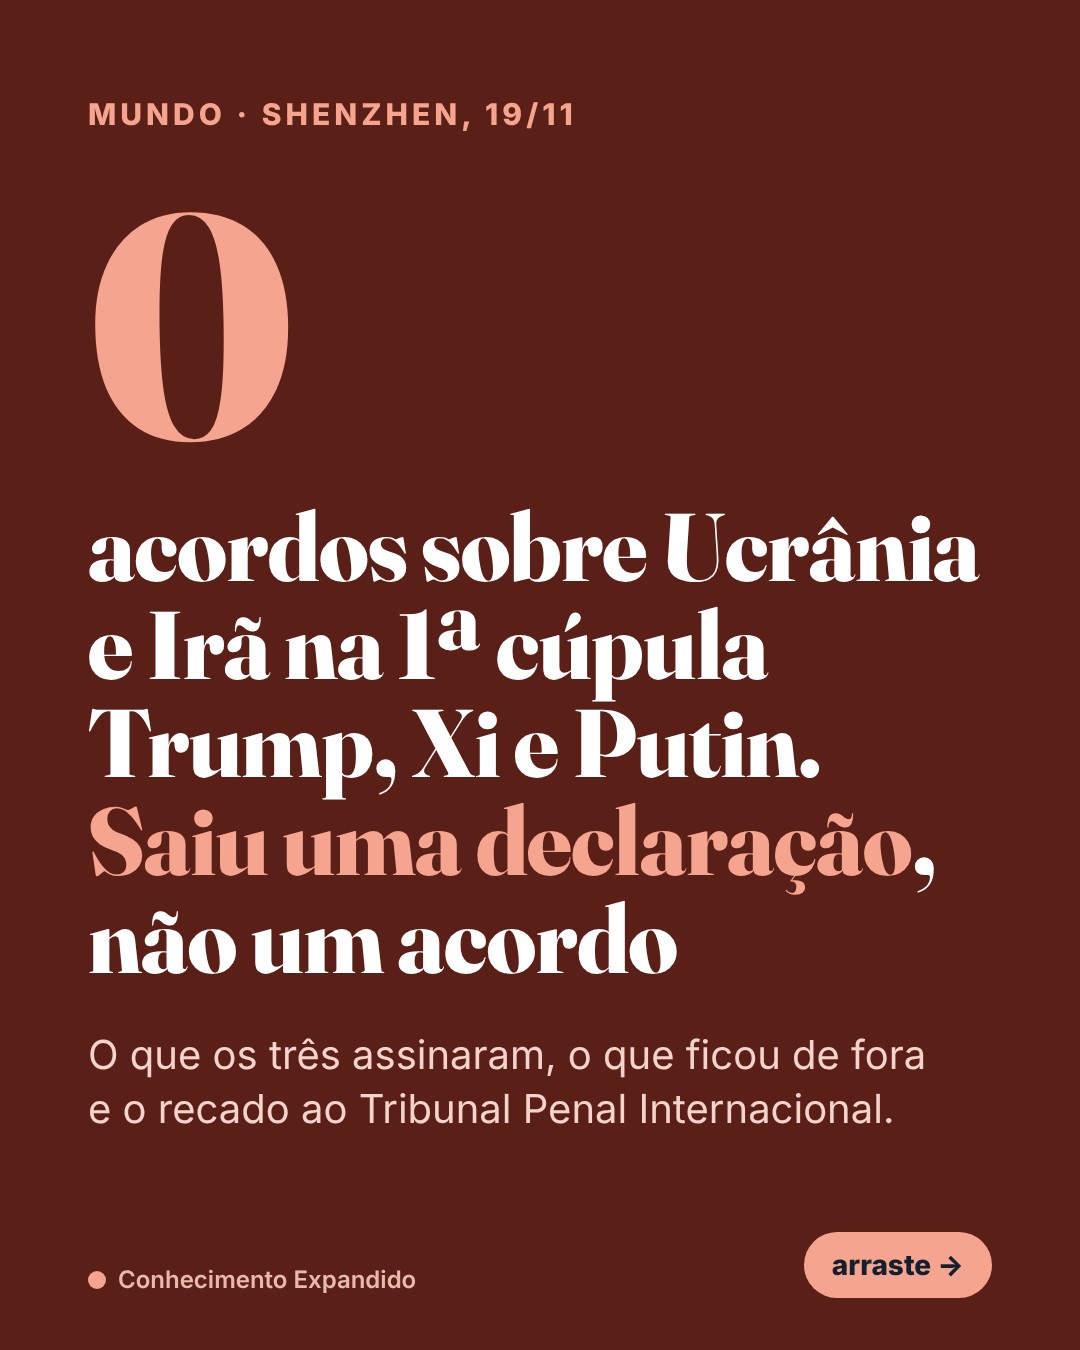 MUNDO · SHENZHEN, 19/11
0
acordos sobre Ucrânia
e Irã na 1ª cúpula
Trump, Xi e Putin.
Saiu uma declaração,
não um acordo
O que os três assinaram, o que ficou de fora
e o recado ao Tribunal Penal Internacional.
Conhecimento Expandido
arraste →